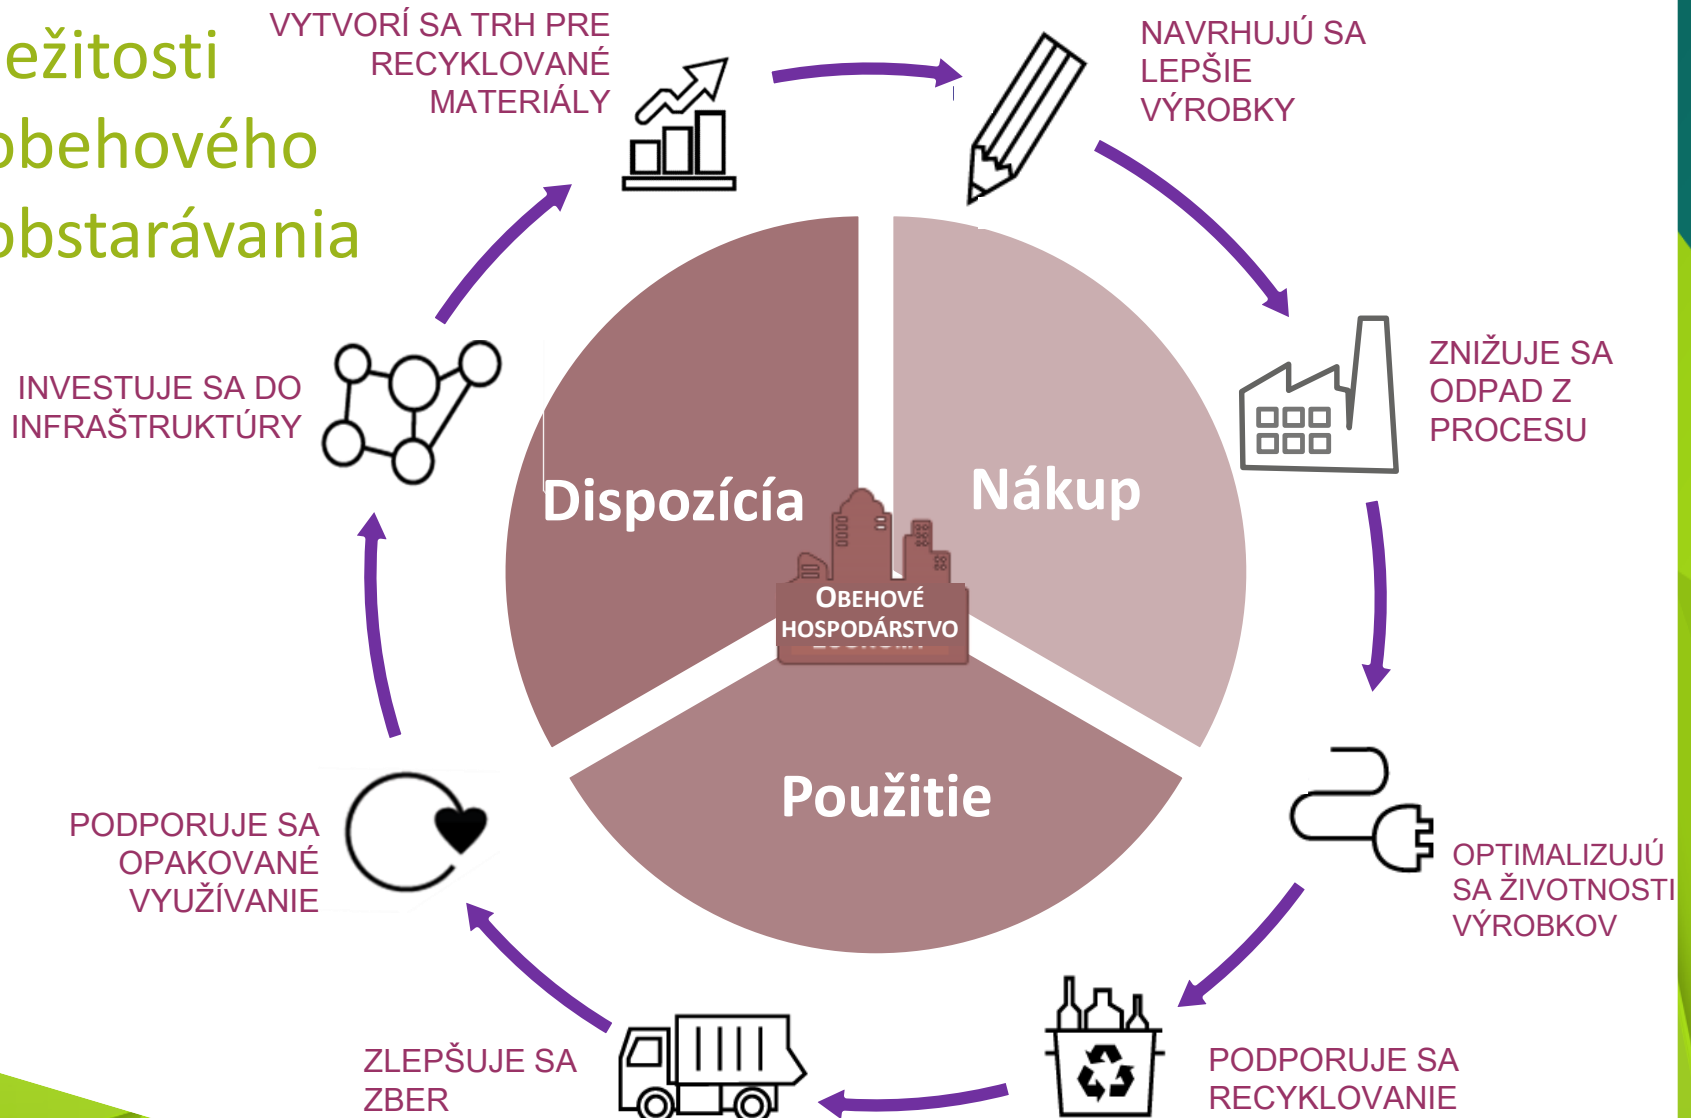 ežitosti
obehového
obstarávania
VYTVORÍ SA TRH PRE
RECYKLOVANÉ
MATERIÁLY
NAVRHUJÚ SA
LEPŠIE
VÝROBKY
ZNIŽUJE SA
ODPAD Z
PROCESU
OPTIMALIZUJÚ
SA ŽIVOTNOSTI
VÝROBKOV
PODPORUJE SA
RECYKLOVANIE
ZLEPŠUJE SA
ZBER
PODPORUJE SA
OPAKOVANÉ
VYUŽÍVANIE
INVESTUJE SA DO
INFRAŠTRUKTÚRY
Dispozícía
Nákup
Použitie
OBEHOVÉ
HOSPODÁRSTVO